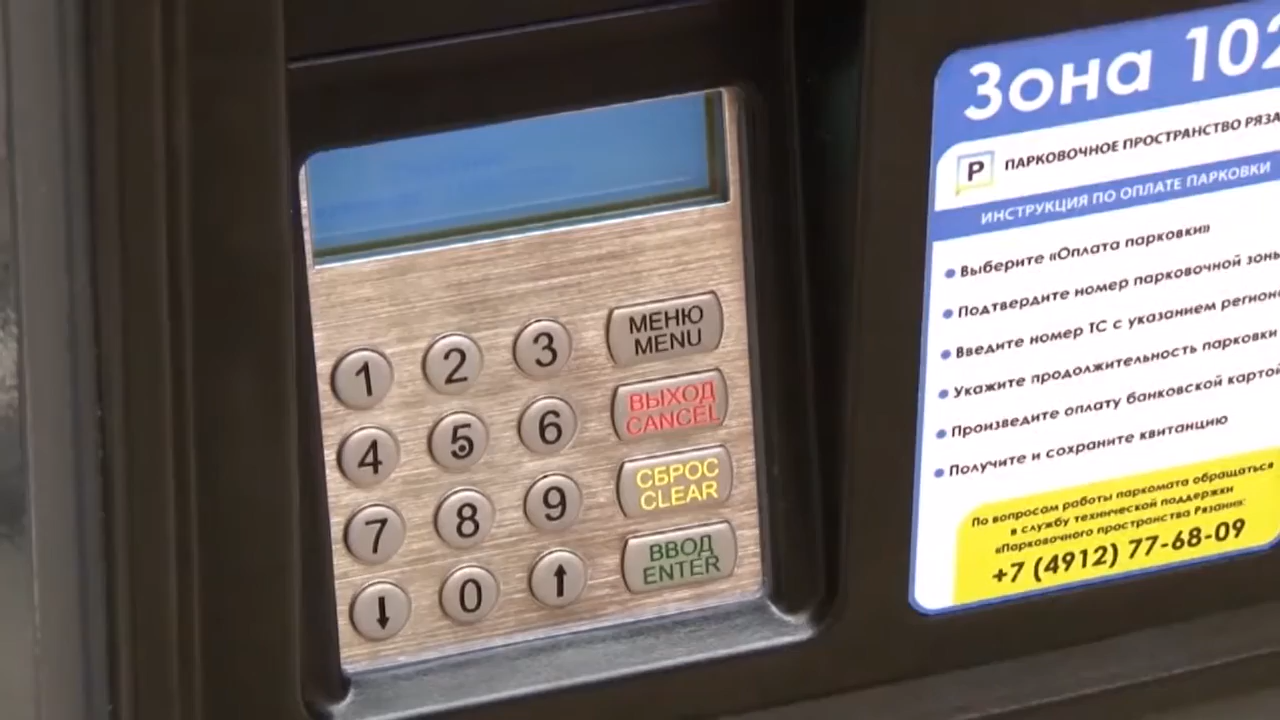 1 2 3 МЕНЮ MENU
4 5 6 ВЫХОД CANCEL
7 8 9 СБРОС CLEAR
↓ 0 ↑ ВВОД ENTER
Зона 102
P ПАРКОВОЧНОЕ ПРОСТРАНСТВО РЯЗА
ИНСТРУКЦИЯ ПО ОПЛАТЕ ПАРКОВКИ
• Выберите «Оплата парковки»
• Подтвердите номер парковочной зоны
• Введите номер ТС с указанием регион
• Укажите продолжительность парковки
• Произведите оплату банковской картой
• Получите и сохраните квитанцию
По вопросам работы паркомата обращаться
в службу технической поддержки
«Парковочного пространства Рязани»:
+7 (4912) 77-68-09